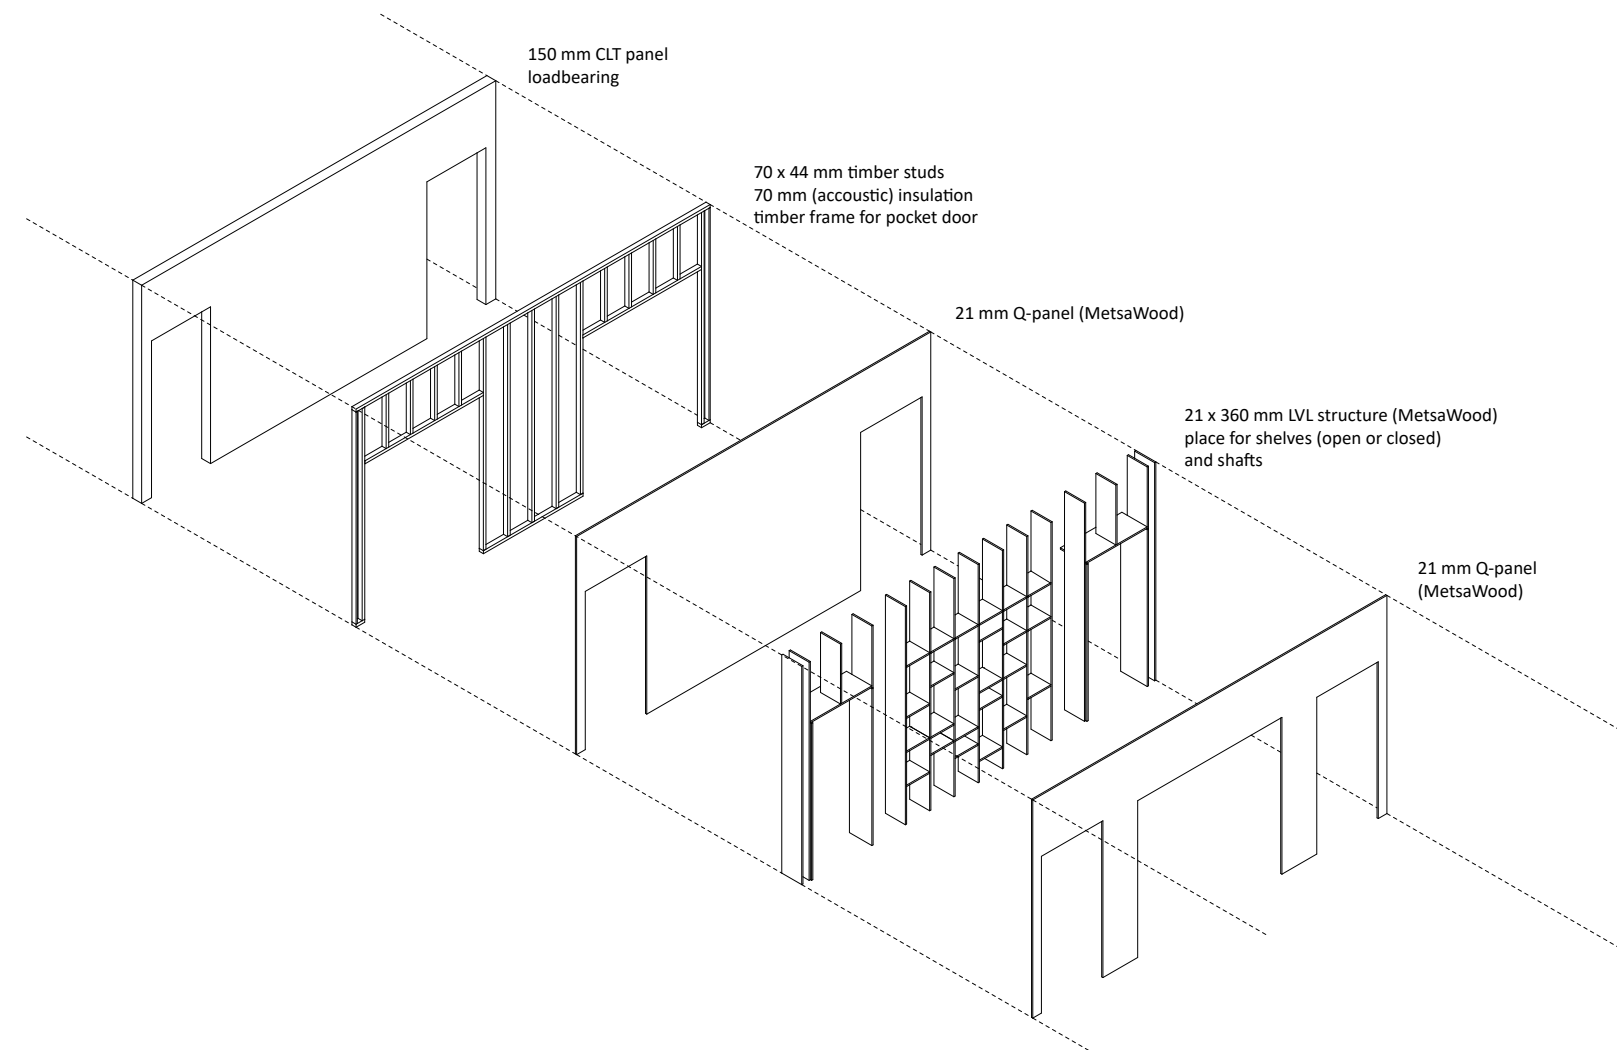 150 mm CLT panel
loadbearing
70 x 44 mm timber studs
70 mm (accoustic) insulation
timber frame for pocket door
21 mm Q-panel (MetsaWood)
21 x 360 mm LVL structure (MetsaWood)
place for shelves (open or closed)
and shafts
21 mm Q-panel
(MetsaWood)